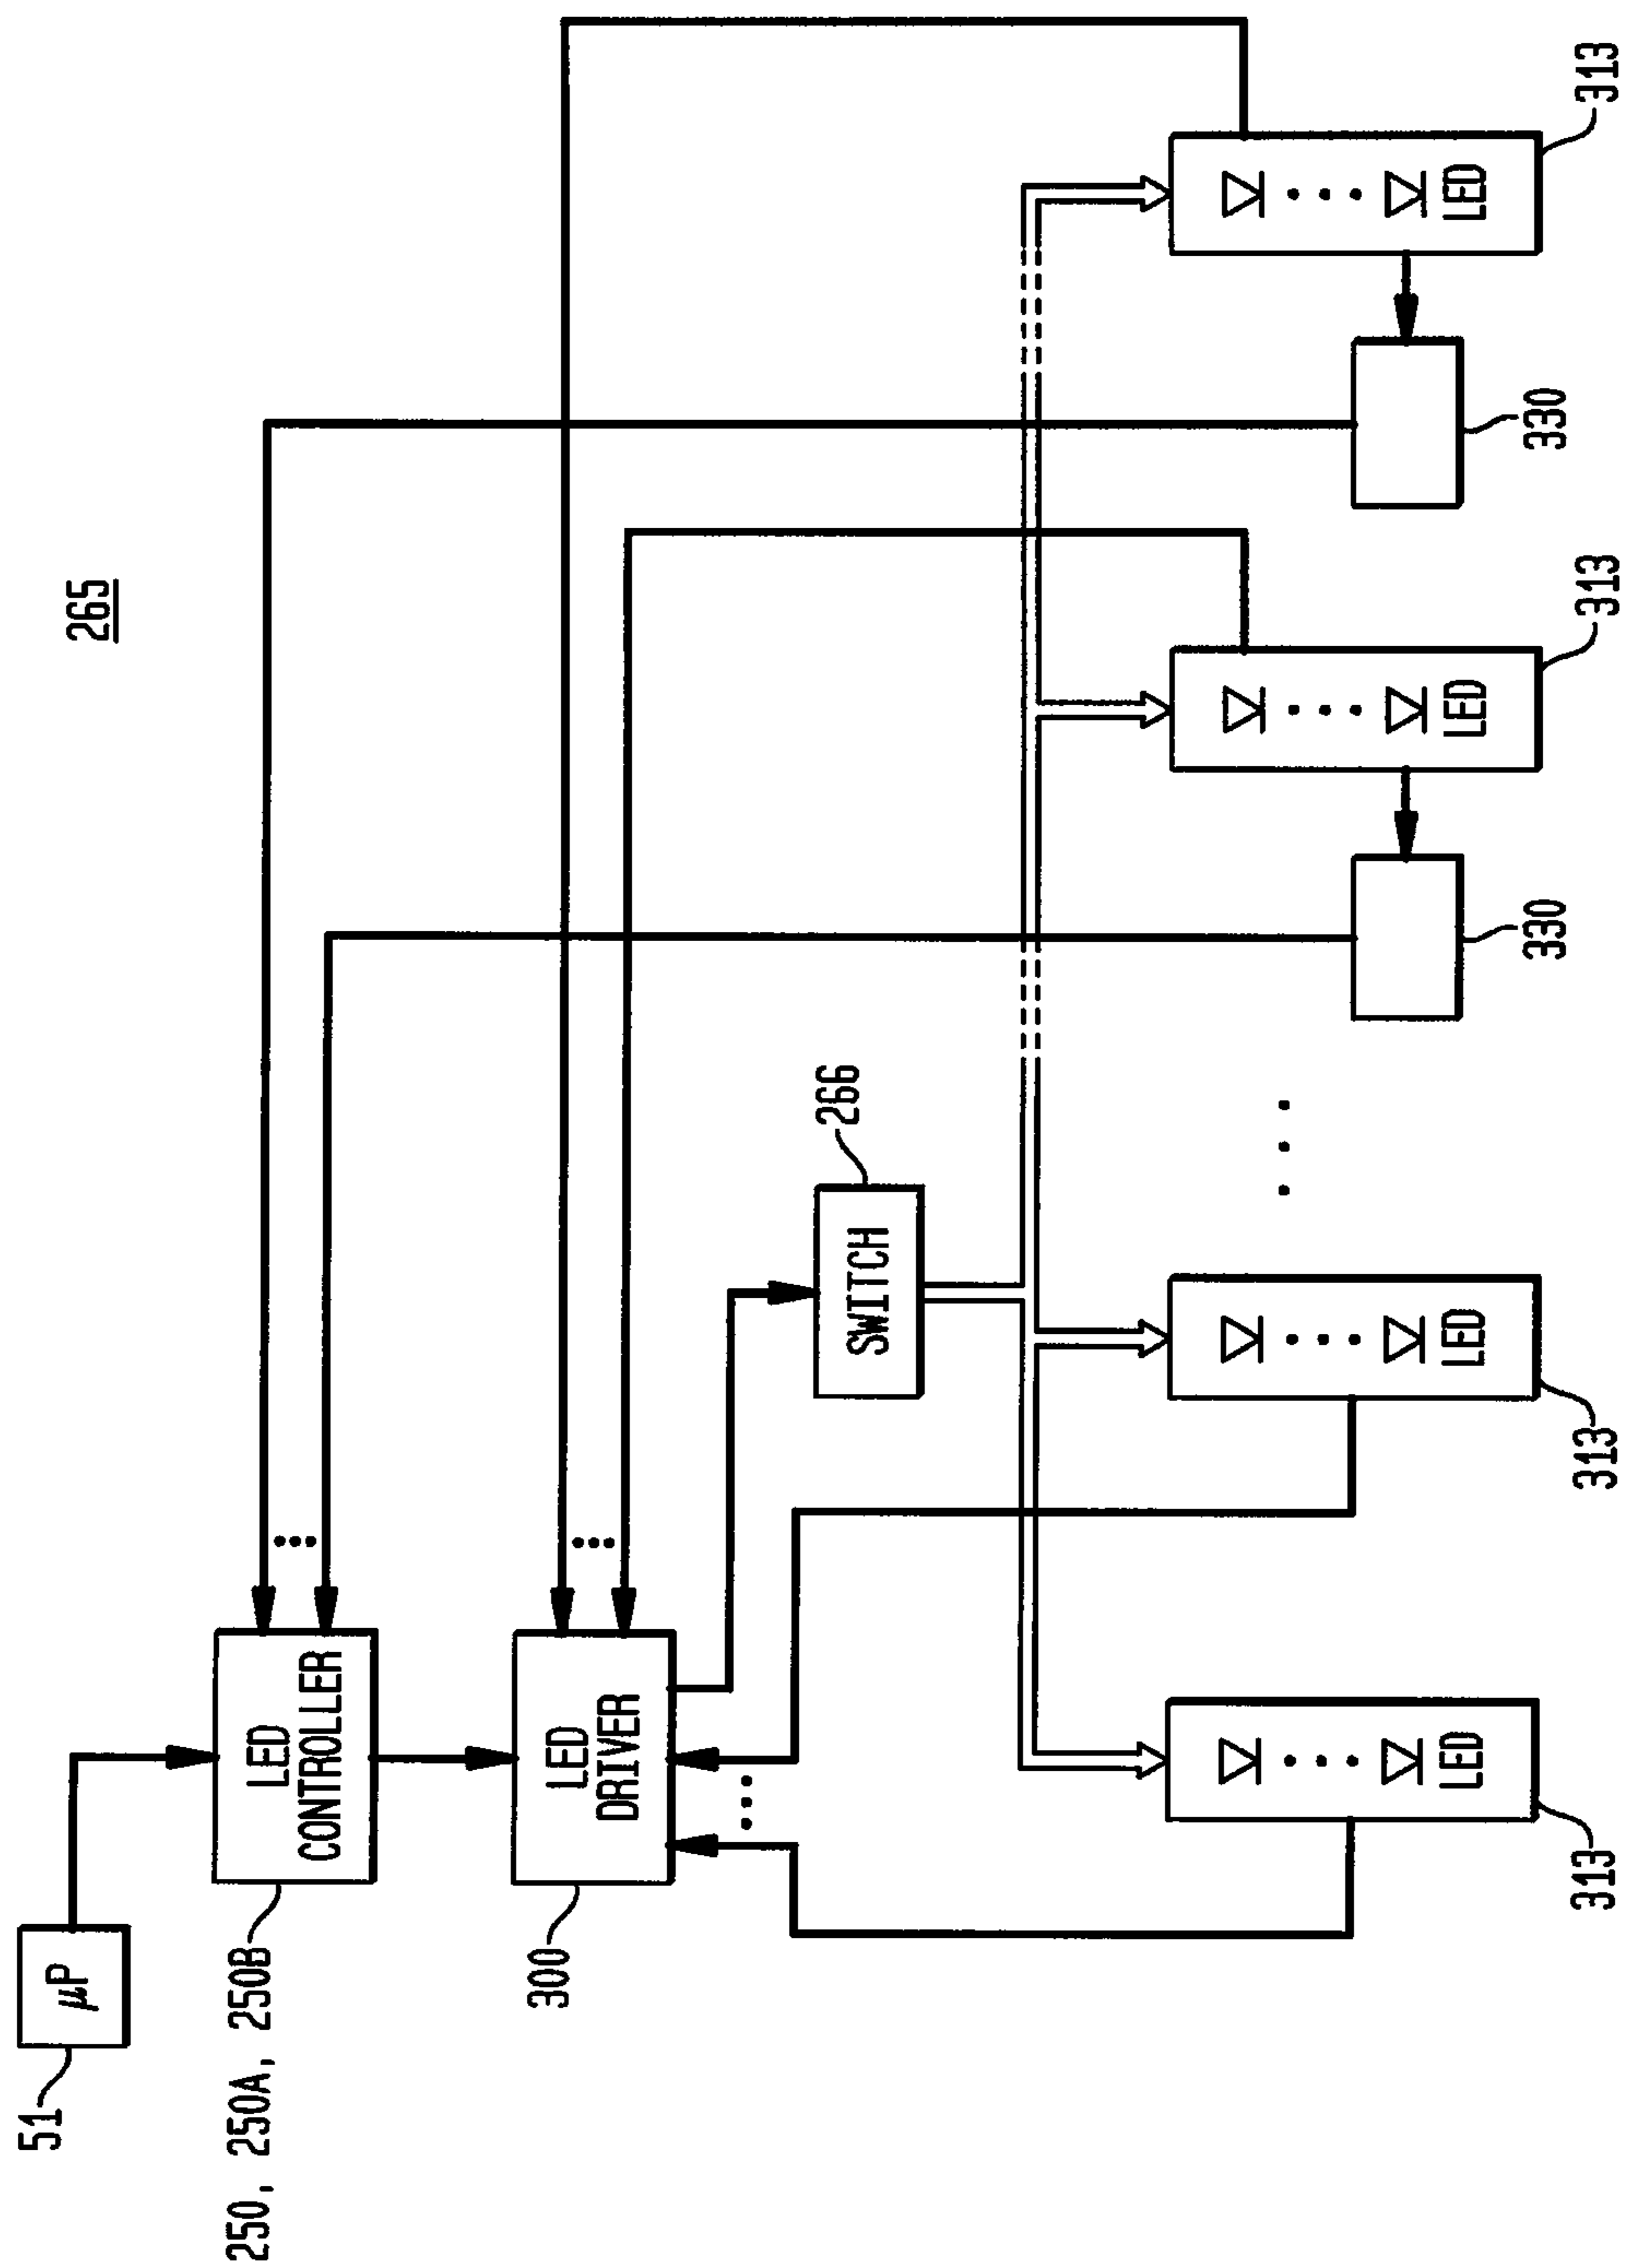 265
51
μP
250, 250A, 250B
LED
CONTROLLER
300
LED
DRIVER
SWITCH
266
LED
313
LED
313
LED
313
330
LED
313
330